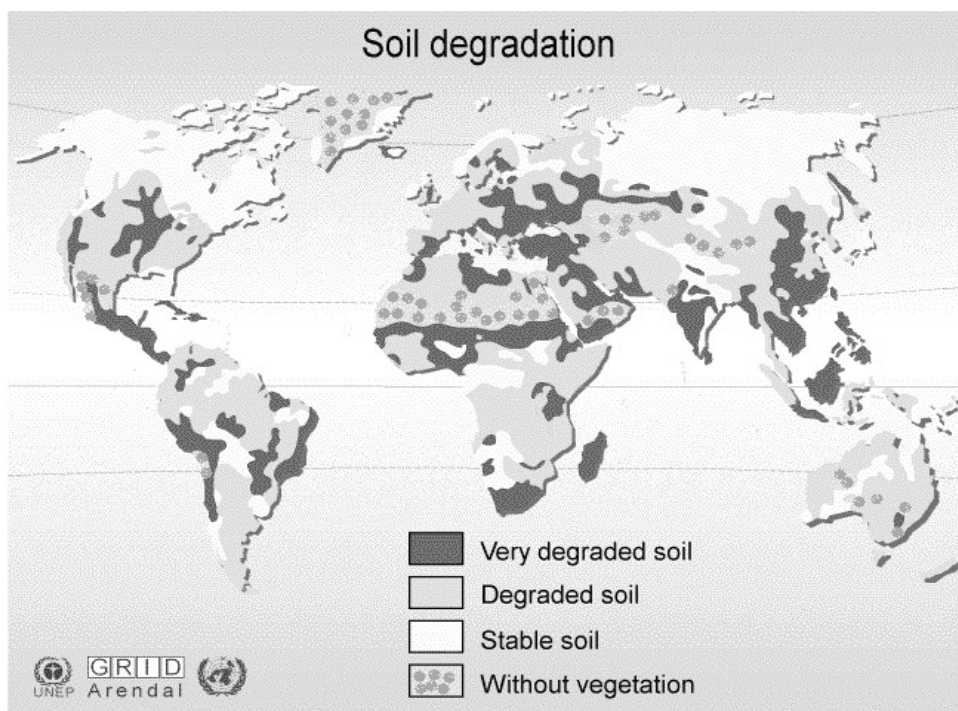 Soil degradation
Very degraded soil
Degraded soil
Stable soil
Without vegetation
UNEP
GRID
Arendal